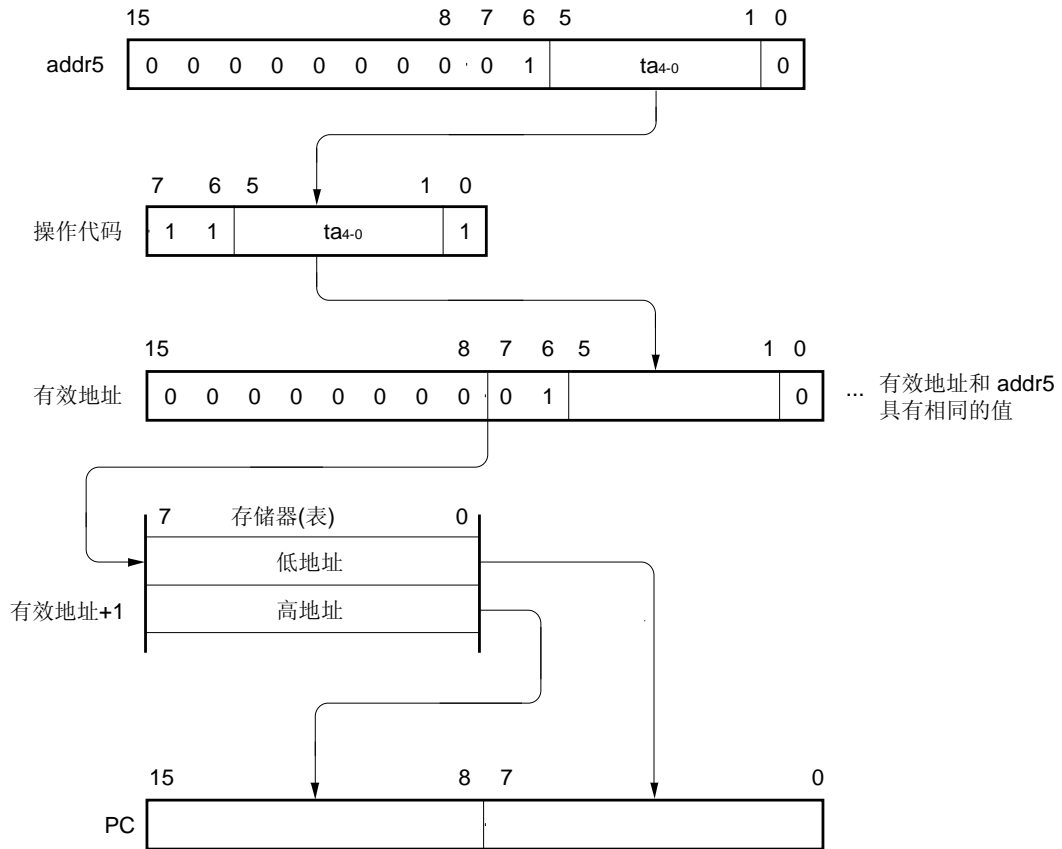 15 8 7 6 5 1 0
addr5 0 0 0 0 0 0 0 0 0 1 ta4-0 0
7 6 5 1 0
操作代码 1 1 ta4-0 1
15 8 7 6 5 1 0
有效地址 0 0 0 0 0 0 0 0 0 1 0 ... 有效地址和 addr5
具有相同的值
7 存储器(表) 0
低地址
有效地址+1 高地址
15 8 7 0
PC